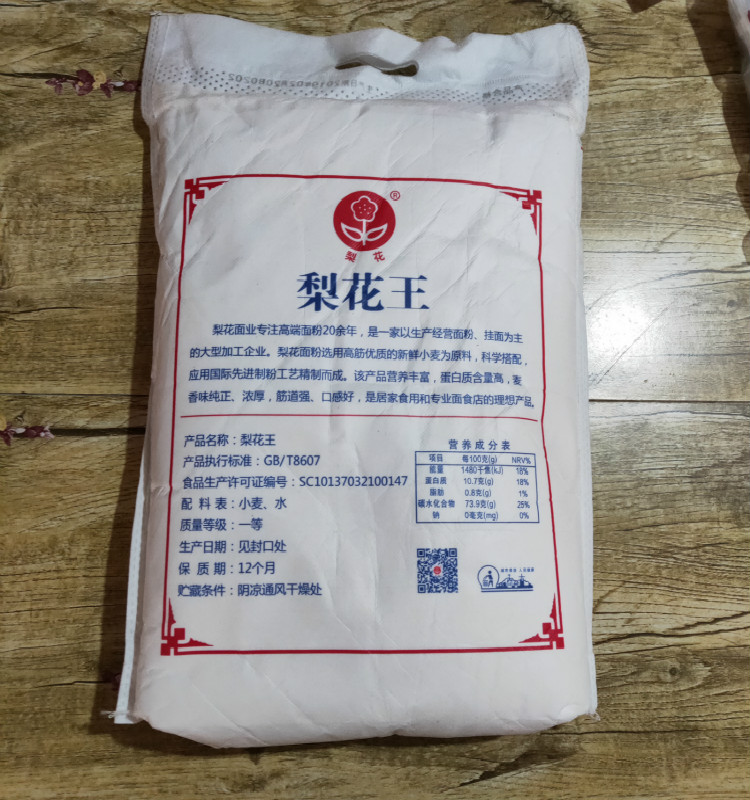 ®
梨花
梨花王
梨花面业专注高端面粉20余年，是一家以生产经营面粉、挂面为主
的大型加工企业。梨花面粉选用高筋优质的新鲜小麦为原料，科学搭配，
应用国际先进制粉工艺精制而成。该产品营养丰富，蛋白质含量高，麦
香味纯正、浓厚，筋道强、口感好，是居家食用和专业面食店的理想产品。
产品名称：梨花王
产品执行标准：GB/T8607
食品生产许可证编号：SC10137032100147
配 料 表：小麦、水
质量等级：一等
生产日期：见封口处
保 质 期：12个月
贮藏条件：阴凉通风干燥处
营养成分表
项目 每100克(g) NRV%
能量 1480千焦(kJ) 18%
蛋白质 10.7克(g) 18%
脂肪 0.8克(g) 1%
碳水化合物 73.9克(g) 25%
钠 0毫克(mg) 0%